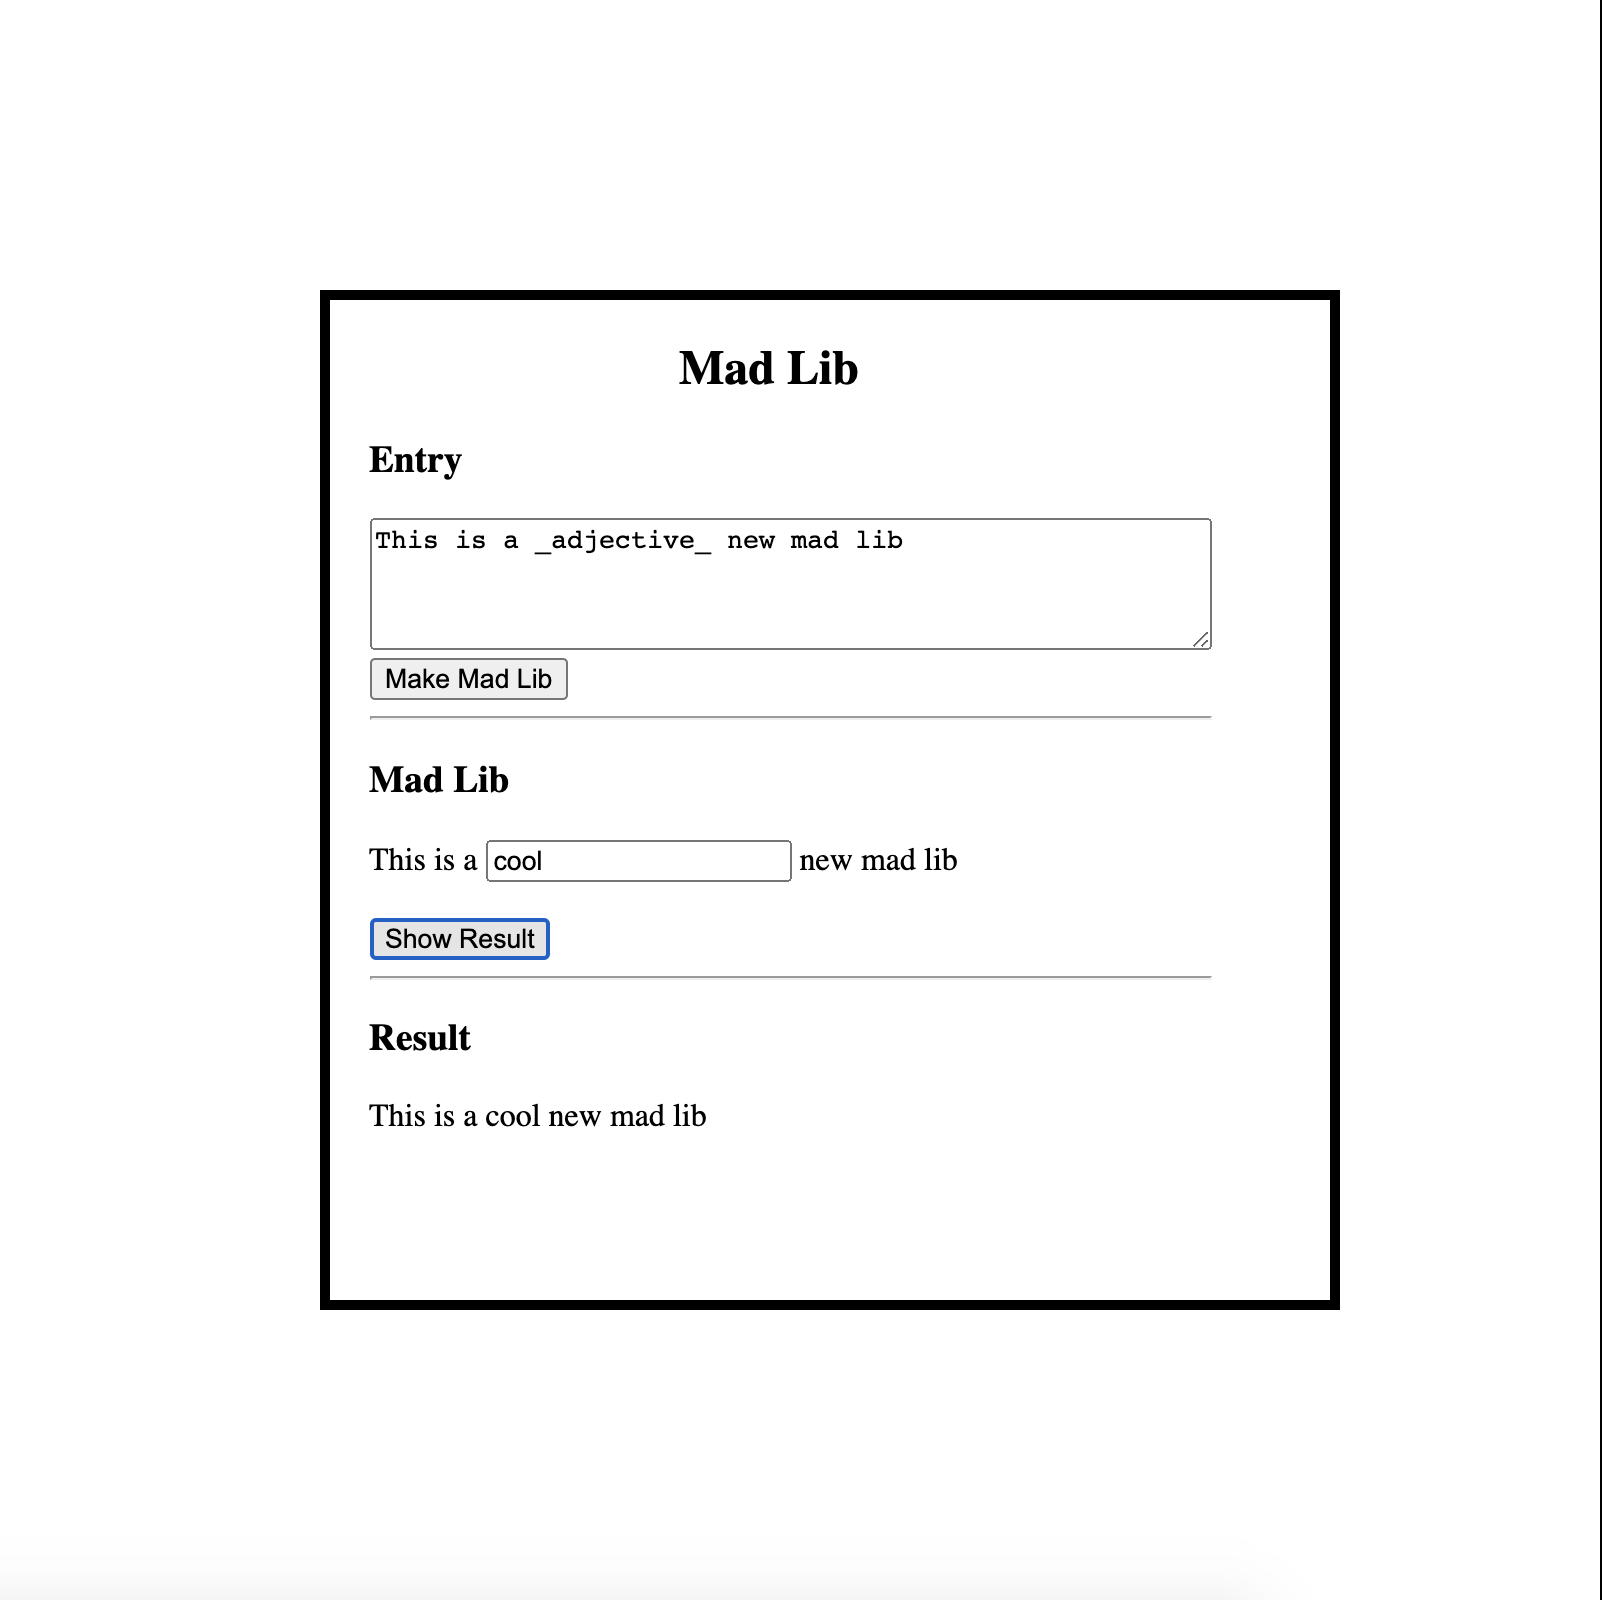 Mad Lib
Entry
This is a _adjective_ new mad lib
Make Mad Lib
Mad Lib
This is a cool new mad lib
Show Result
Result
This is a cool new mad lib